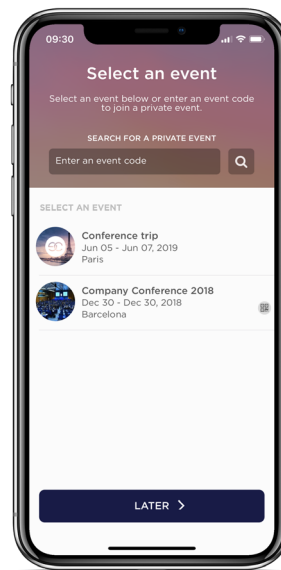 09:30
Select an event
Select an event below or enter an event code
to join a private event.
SEARCH FOR A PRIVATE EVENT
Enter an event code
SELECT AN EVENT
Conference trip
Jun 05 - Jun 07, 2019
Paris
Company Conference 2018
Dec 30 - Dec 30, 2018
Barcelona
LATER